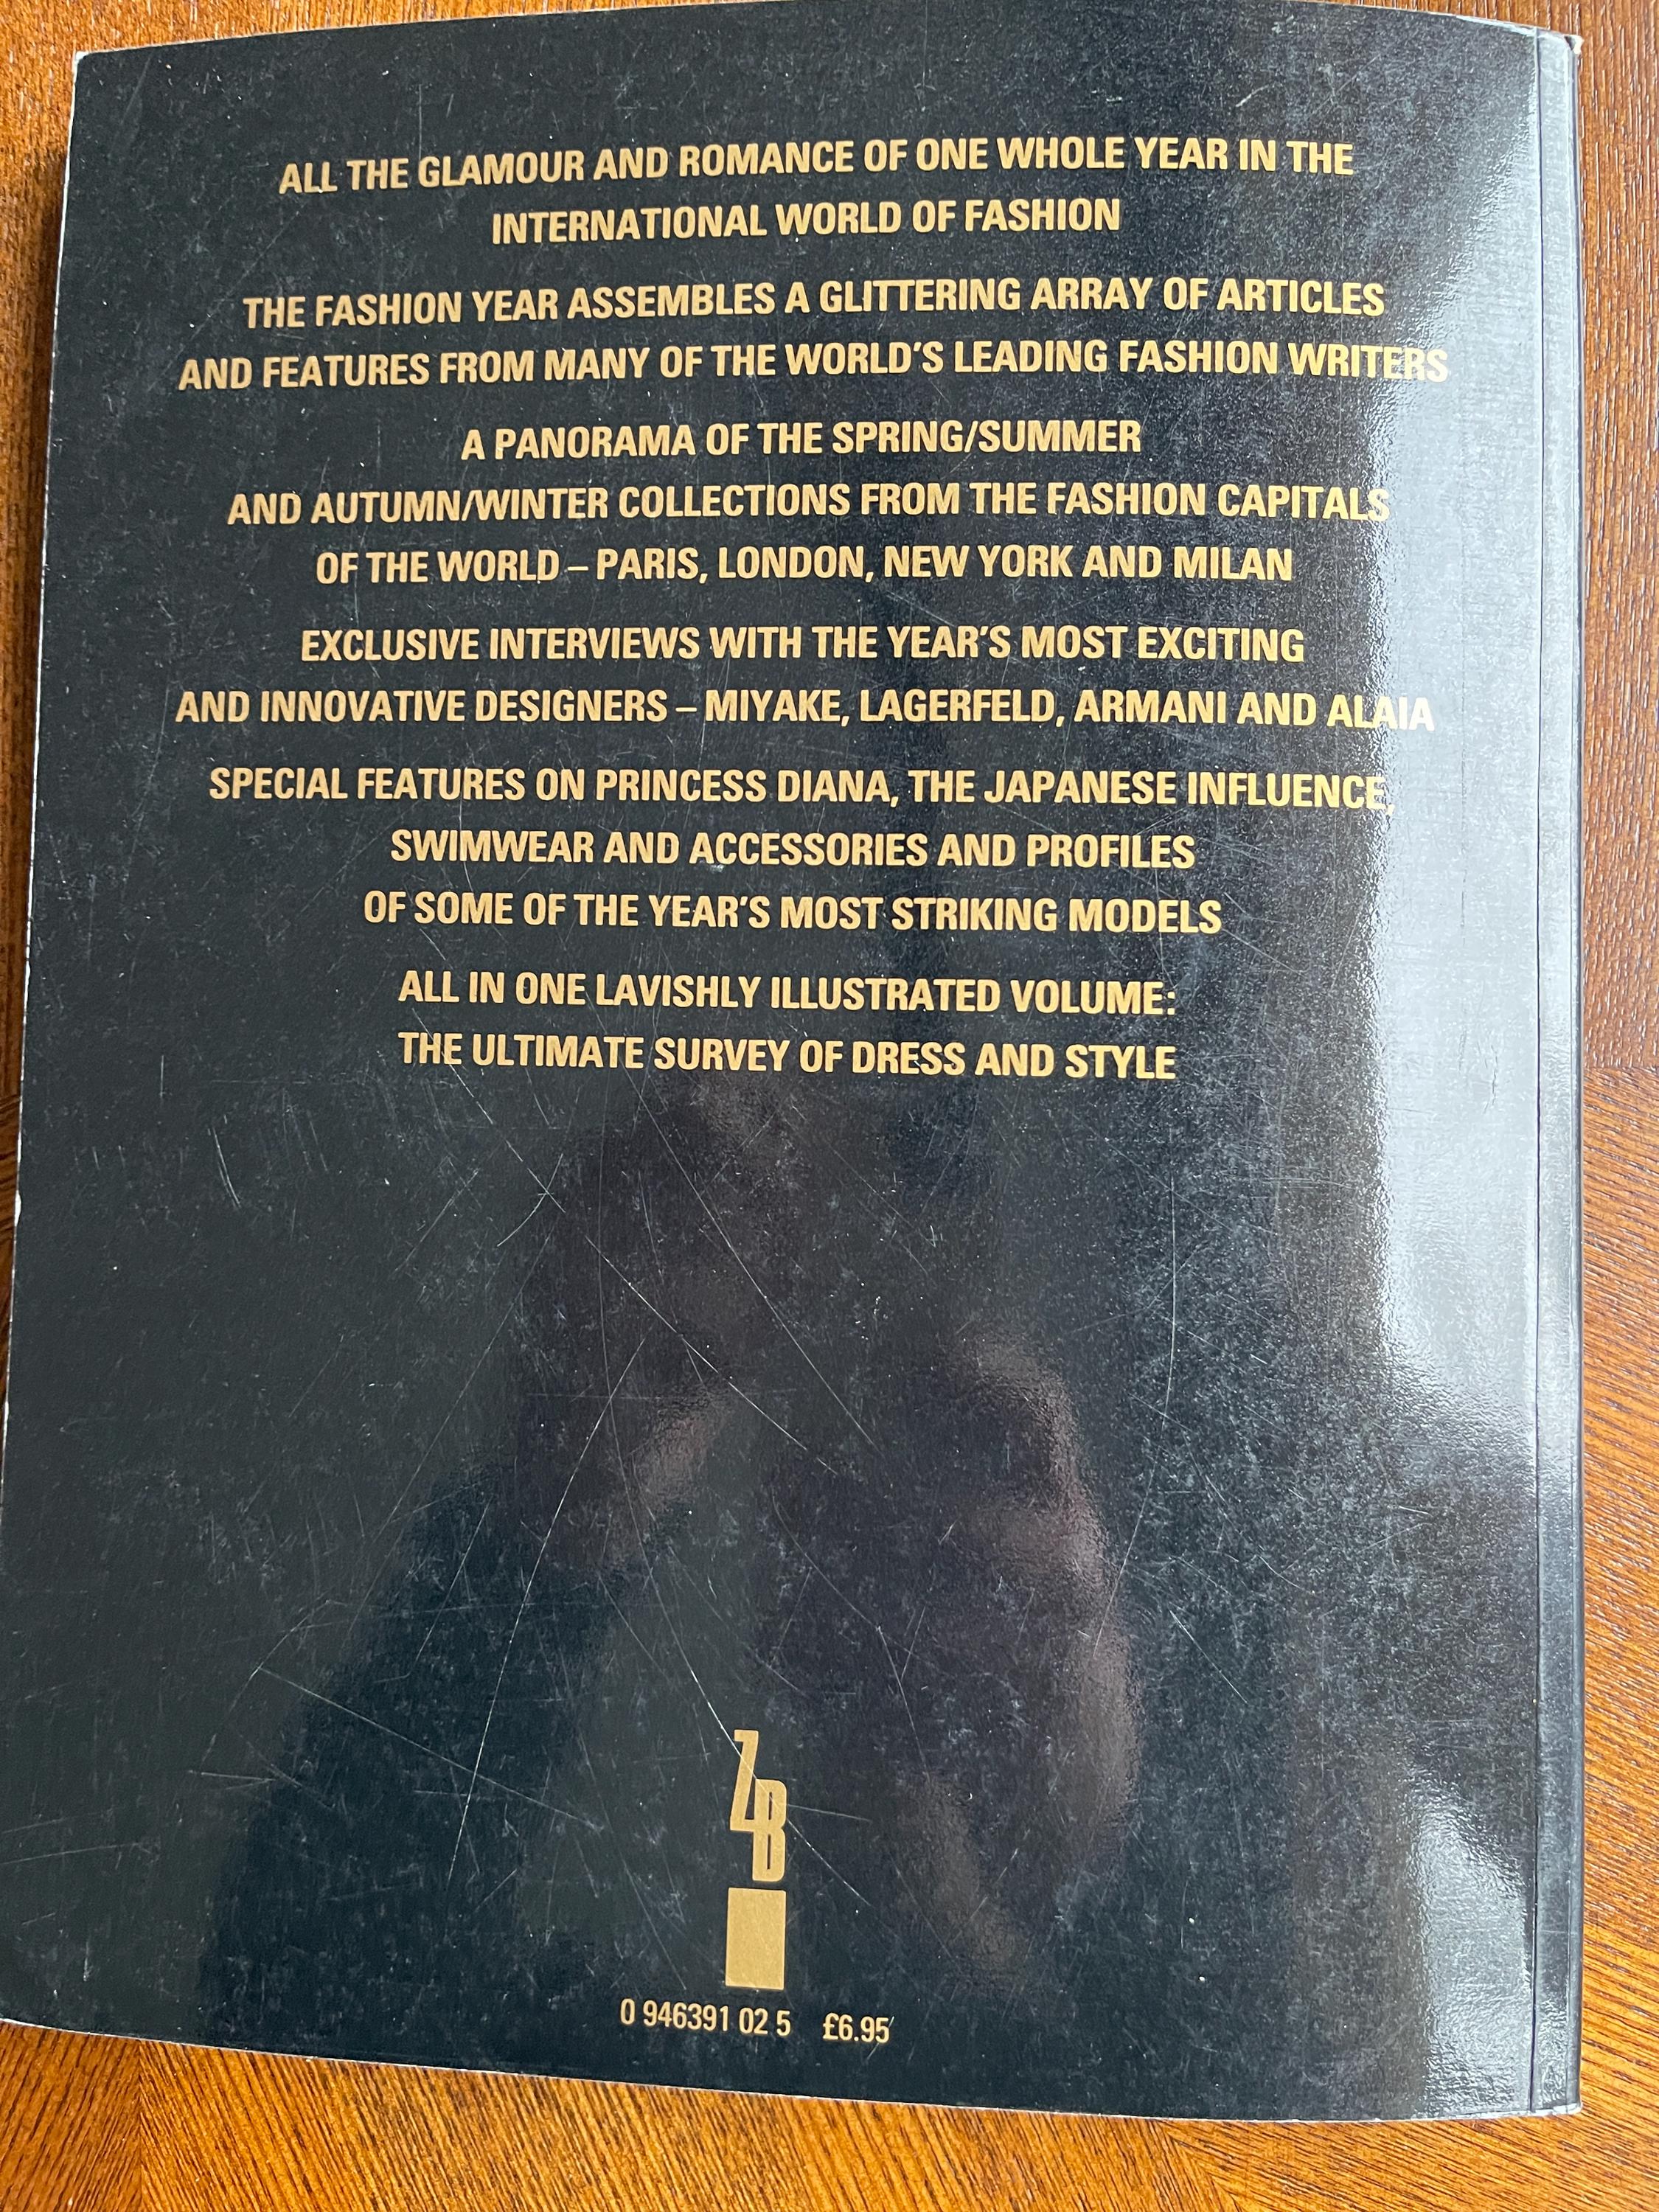 ALL THE GLAMOUR AND ROMANCE OF ONE WHOLE YEAR IN THE
INTERNATIONAL WORLD OF FASHION
THE FASHION YEAR ASSEMBLES A GLITTERING ARRAY OF ARTICLES
AND FEATURES FROM MANY OF THE WORLD'S LEADING FASHION WRITERS
A PANORAMA OF THE SPRING/SUMMER
AND AUTUMN/WINTER COLLECTIONS FROM THE FASHION CAPITALS
OF THE WORLD – PARIS, LONDON, NEW YORK AND MILAN
EXCLUSIVE INTERVIEWS WITH THE YEAR'S MOST EXCITING
AND INNOVATIVE DESIGNERS – MIYAKE, LAGERFELD, ARMANI AND ALAIA
SPECIAL FEATURES ON PRINCESS DIANA, THE JAPANESE INFLUENCE,
SWIMWEAR AND ACCESSORIES AND PROFILES
OF SOME OF THE YEAR'S MOST STRIKING MODELS
ALL IN ONE LAVISHLY ILLUSTRATED VOLUME:
THE ULTIMATE SURVEY OF DRESS AND STYLE
ZB
0 946391 02 5 £6.95